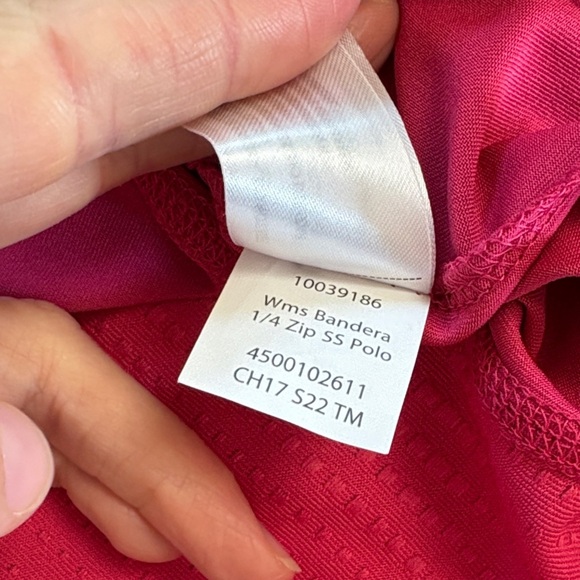 10039186
Wms Bandera
1/4 Zip SS Polo
4500102611
CH17 S22 TM